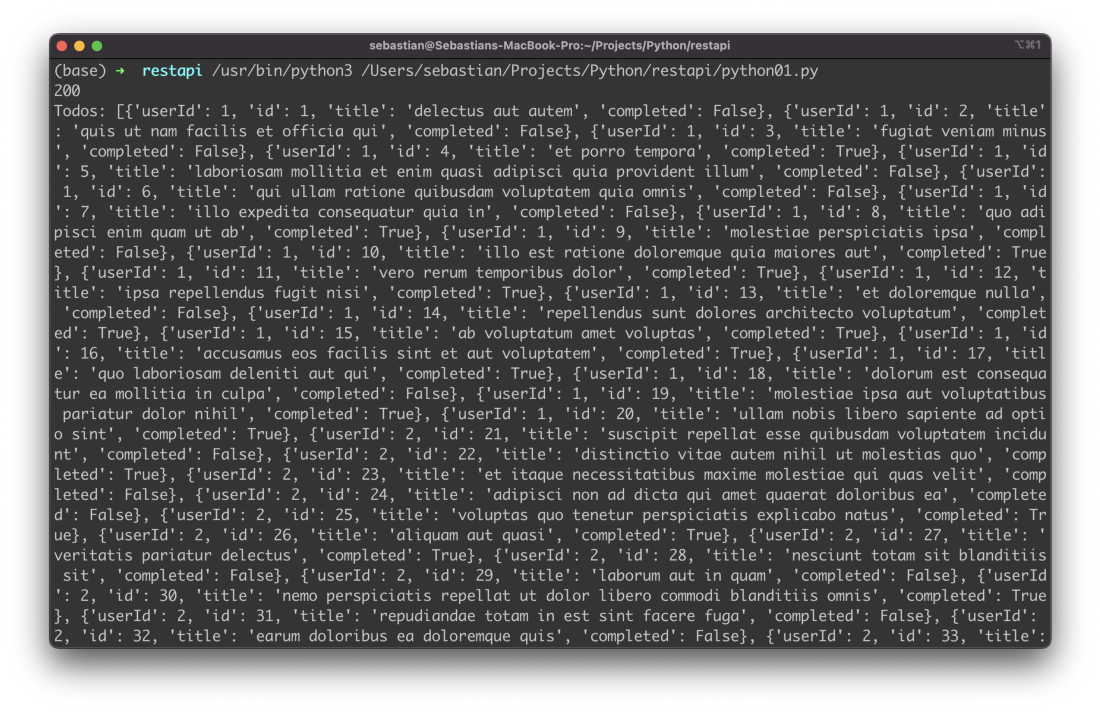 sebastian@Sebastians-MacBook-Pro:~/Projects/Python/restapi ⌥⌘1
(base) → restapi /usr/bin/python3 /Users/sebastian/Projects/Python/restapi/python01.py
200
Todos: [{'userId': 1, 'id': 1, 'title': 'delectus aut autem', 'completed': False}, {'userId': 1, 'id': 2, 'title'
: 'quis ut nam facilis et officia qui', 'completed': False}, {'userId': 1, 'id': 3, 'title': 'fugiat veniam minus
', 'completed': False}, {'userId': 1, 'id': 4, 'title': 'et porro tempora', 'completed': True}, {'userId': 1, 'id
': 5, 'title': 'laboriosam mollitia et enim quasi adipisci quia provident illum', 'completed': False}, {'userId':
 1, 'id': 6, 'title': 'qui ullam ratione quibusdam voluptatem quia omnis', 'completed': False}, {'userId': 1, 'id
': 7, 'title': 'illo expedita consequatur quia in', 'completed': False}, {'userId': 1, 'id': 8, 'title': 'quo adi
pisci enim quam ut ab', 'completed': True}, {'userId': 1, 'id': 9, 'title': 'molestiae perspiciatis ipsa', 'compl
eted': False}, {'userId': 1, 'id': 10, 'title': 'illo est ratione doloremque quia maiores aut', 'completed': True
}, {'userId': 1, 'id': 11, 'title': 'vero rerum temporibus dolor', 'completed': True}, {'userId': 1, 'id': 12, 't
itle': 'ipsa repellendus fugit nisi', 'completed': True}, {'userId': 1, 'id': 13, 'title': 'et doloremque nulla',
 'completed': False}, {'userId': 1, 'id': 14, 'title': 'repellendus sunt dolores architecto voluptatum', 'complet
ed': True}, {'userId': 1, 'id': 15, 'title': 'ab voluptatum amet voluptas', 'completed': True}, {'userId': 1, 'id
': 16, 'title': 'accusamus eos facilis sint et aut voluptatem', 'completed': True}, {'userId': 1, 'id': 17, 'titl
e': 'quo laboriosam deleniti aut qui', 'completed': True}, {'userId': 1, 'id': 18, 'title': 'dolorum est consequa
tur ea mollitia in culpa', 'completed': False}, {'userId': 1, 'id': 19, 'title': 'molestiae ipsa aut voluptatibus
 pariatur dolor nihil', 'completed': True}, {'userId': 1, 'id': 20, 'title': 'ullam nobis libero sapiente ad opti
o sint', 'completed': True}, {'userId': 2, 'id': 21, 'title': 'suscipit repellat esse quibusdam voluptatem incidu
nt', 'completed': False}, {'userId': 2, 'id': 22, 'title': 'distinctio vitae autem nihil ut molestias quo', 'comp
leted': True}, {'userId': 2, 'id': 23, 'title': 'et itaque necessitatibus maxime molestiae qui quas velit', 'comp
leted': False}, {'userId': 2, 'id': 24, 'title': 'adipisci non ad dicta qui amet quaerat doloribus ea', 'complete
d': False}, {'userId': 2, 'id': 25, 'title': 'voluptas quo tenetur perspiciatis explicabo natus', 'completed': Tr
ue}, {'userId': 2, 'id': 26, 'title': 'aliquam aut quasi', 'completed': True}, {'userId': 2, 'id': 27, 'title': '
veritatis pariatur delectus', 'completed': True}, {'userId': 2, 'id': 28, 'title': 'nesciunt totam sit blanditiis
 sit', 'completed': False}, {'userId': 2, 'id': 29, 'title': 'laborum aut in quam', 'completed': False}, {'userId
': 2, 'id': 30, 'title': 'nemo perspiciatis repellat ut dolor libero commodi blanditiis omnis', 'completed': True
}, {'userId': 2, 'id': 31, 'title': 'repudiandae totam in est sint facere fuga', 'completed': False}, {'userId':
2, 'id': 32, 'title': 'earum doloribus ea doloremque quis', 'completed': False}, {'userId': 2, 'id': 33, 'title':